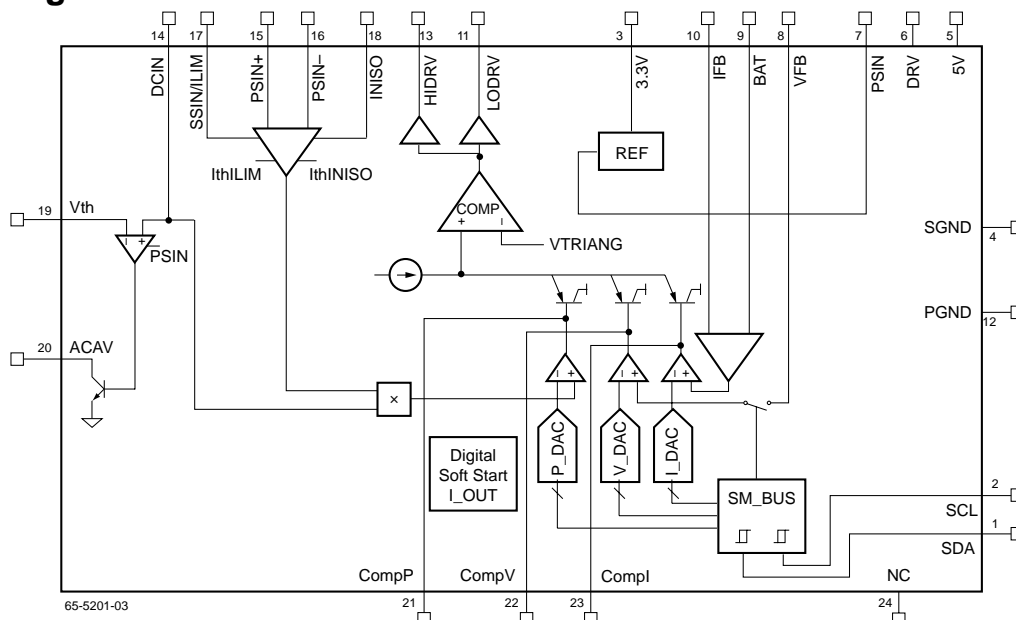 14 17 15 16 18 13 11 3 10 9 8 7 6 5
DCIN
SSIN/ILIM
PSIN+
PSIN–
INISO
HIDRV
LODRV
3.3V
IFB
BAT
VFB
PSIN
DRV
5V
REF
IthILIM IthINISO
COMP
+ –
VTRIANG
19 Vth
– +
PSIN
SGND
4
PGND
12
20 ACAV
×
– + – + – +
P_DAC
V_DAC
I_DAC
Digital
Soft Start
I_OUT
SM_BUS
2
SCL
1
SDA
CompP CompV CompI NC
21 22 23 24
65-5201-03